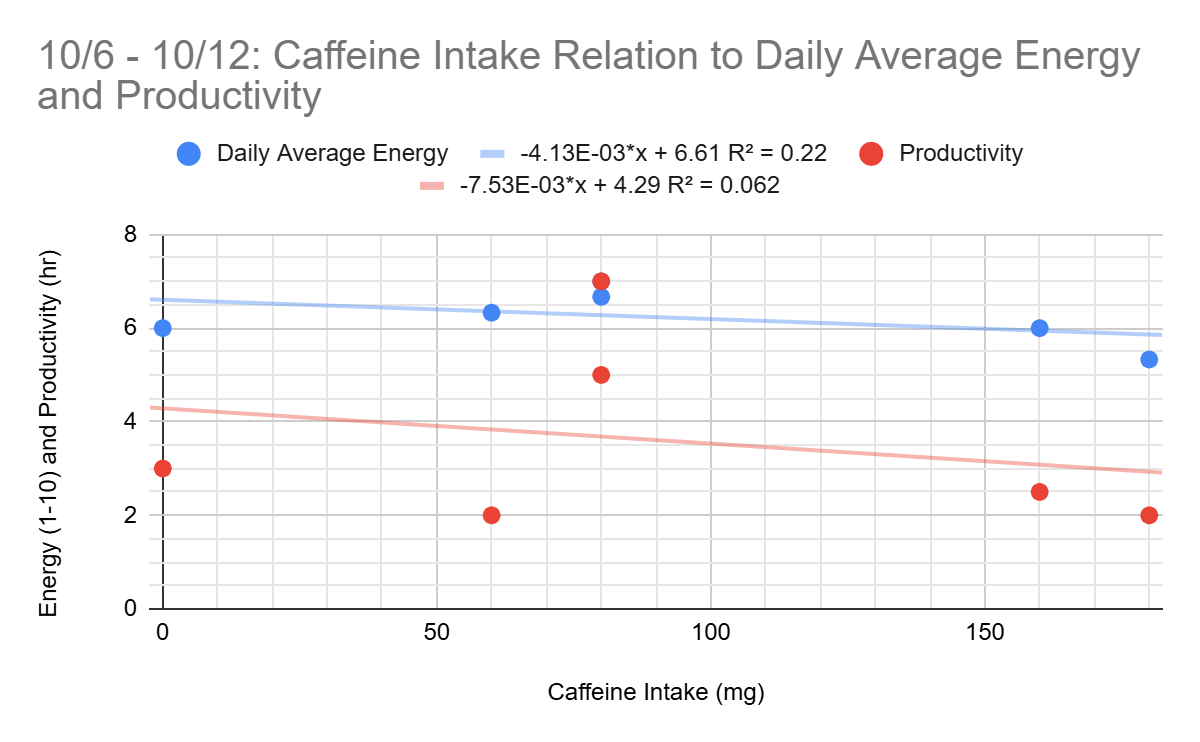 10/6 - 10/12: Caffeine Intake Relation to Daily Average Energy
and Productivity
Daily Average Energy
-4.13E-03*x + 6.61 R² = 0.22
Productivity
-7.53E-03*x + 4.29 R² = 0.062
Energy (1-10) and Productivity (hr)
8
6
4
2
0
0
50
100
150
Caffeine Intake (mg)